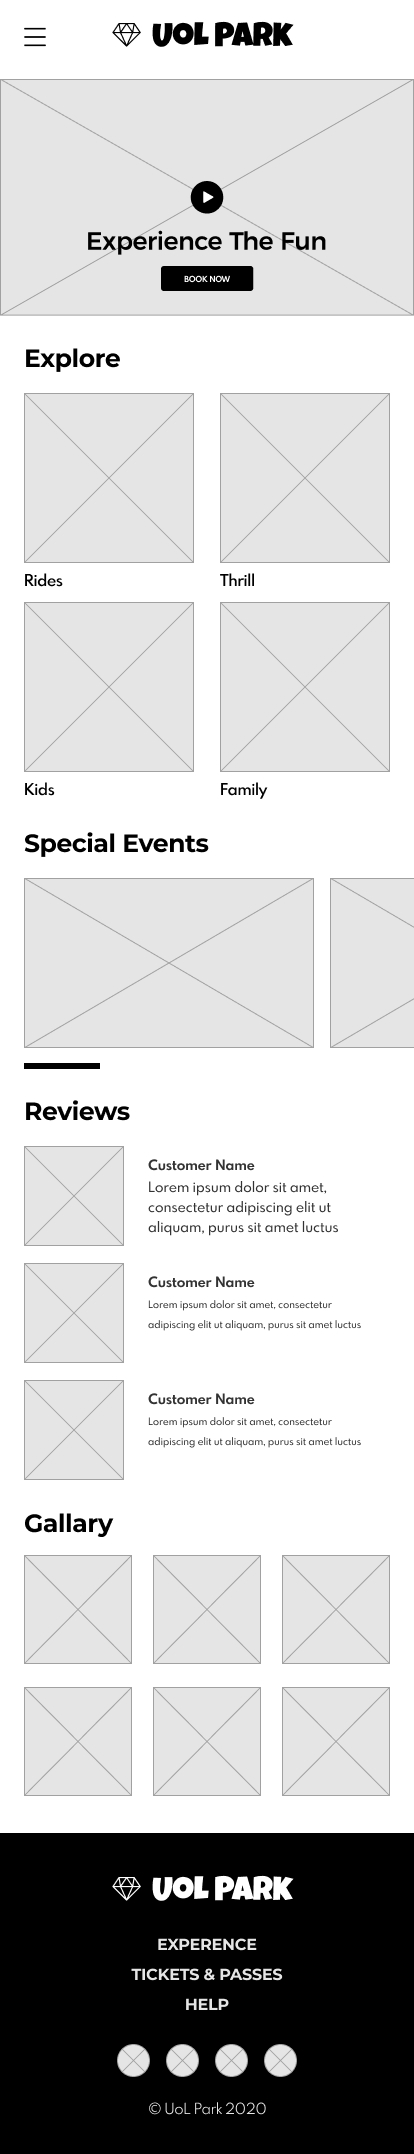 UOL PARK
Experience The Fun
BOOK NOW
Explore
Rides
Thrill
Kids
Family
Special Events
Reviews
Customer Name
Lorem ipsum dolor sit amet,
consectetur adipiscing elit ut
aliquam, purus sit amet luctus
Customer Name
Lorem ipsum dolor sit amet, consectetur
adipiscing elit ut aliquam, purus sit amet luctus
Customer Name
Lorem ipsum dolor sit amet, consectetur
adipiscing elit ut aliquam, purus sit amet luctus
Gallary
UOL PARK
EXPERENCE
TICKETS & PASSES
HELP
© UoL Park 2020